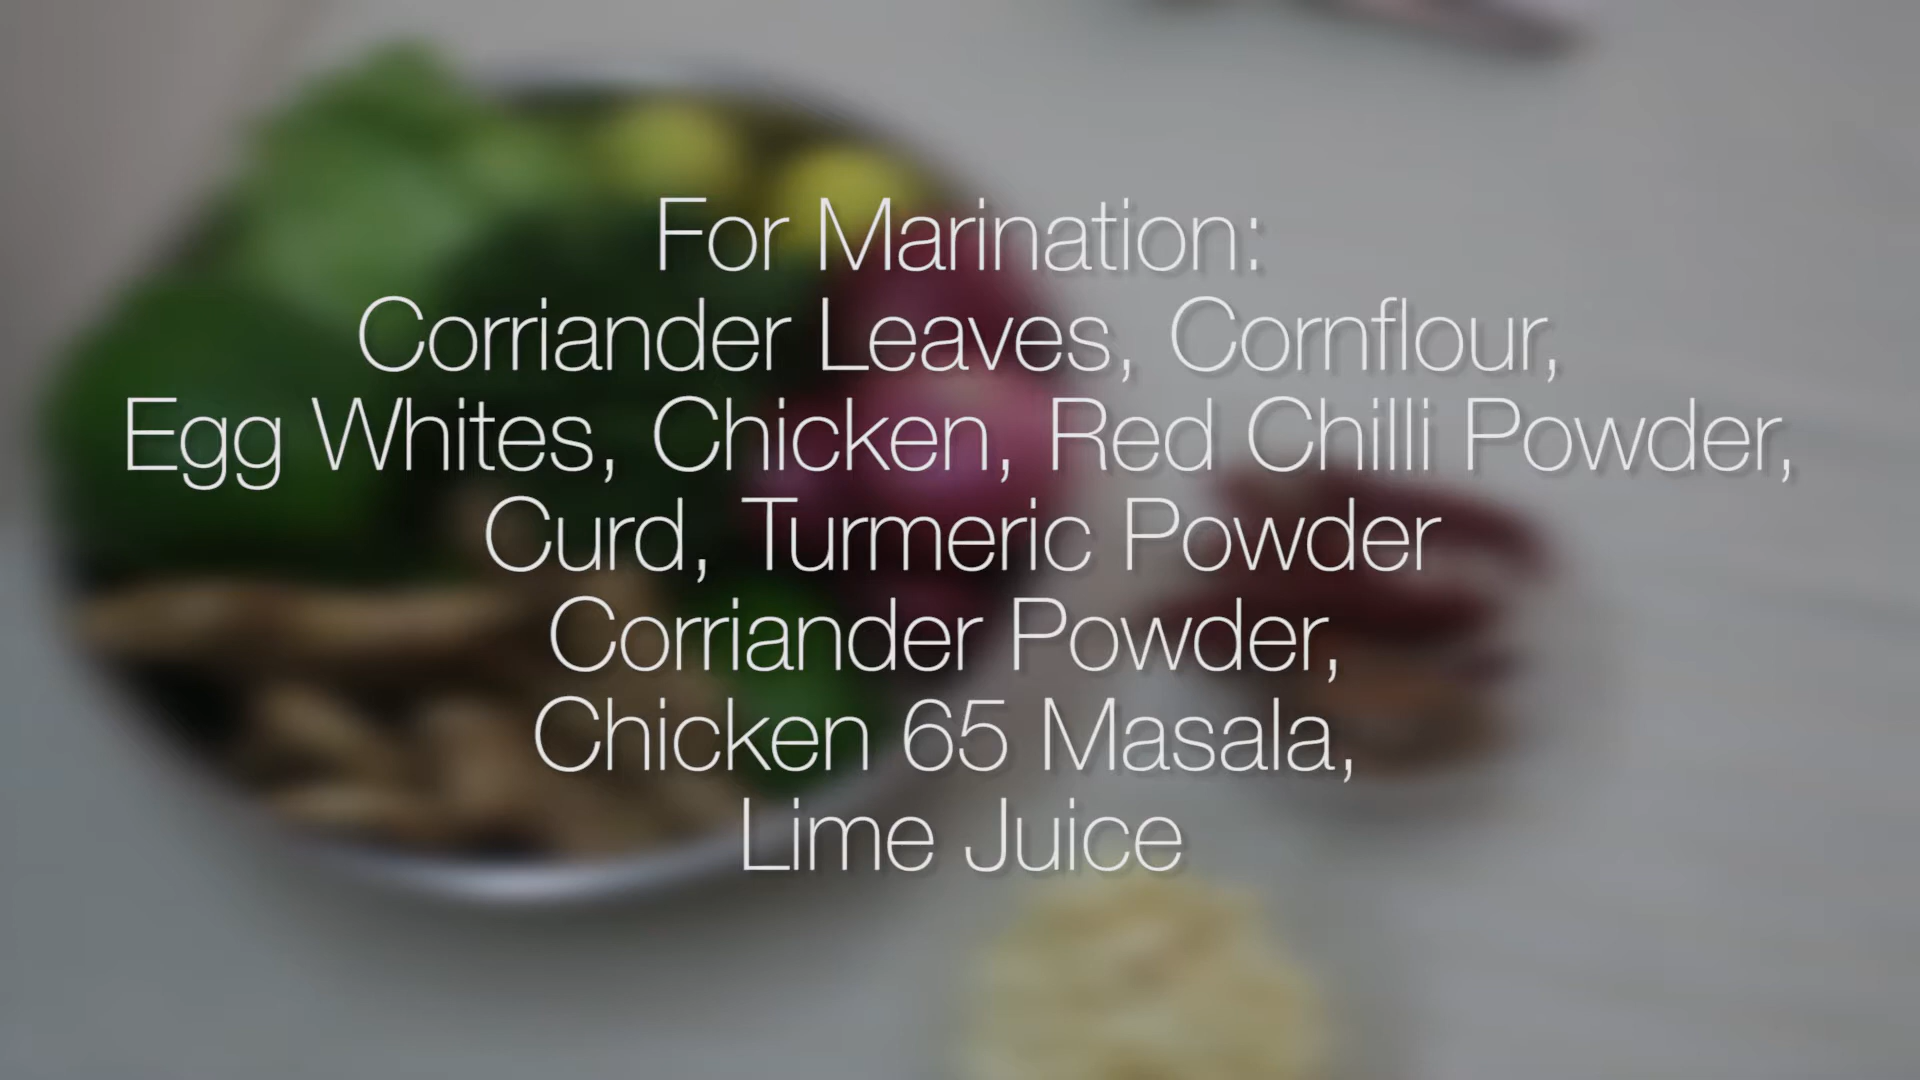 For Marination:
Corriander Leaves, Cornflour,
Egg Whites, Chicken, Red Chilli Powder,
Curd, Turmeric Powder
Corriander Powder,
Chicken 65 Masala,
Lime Juice